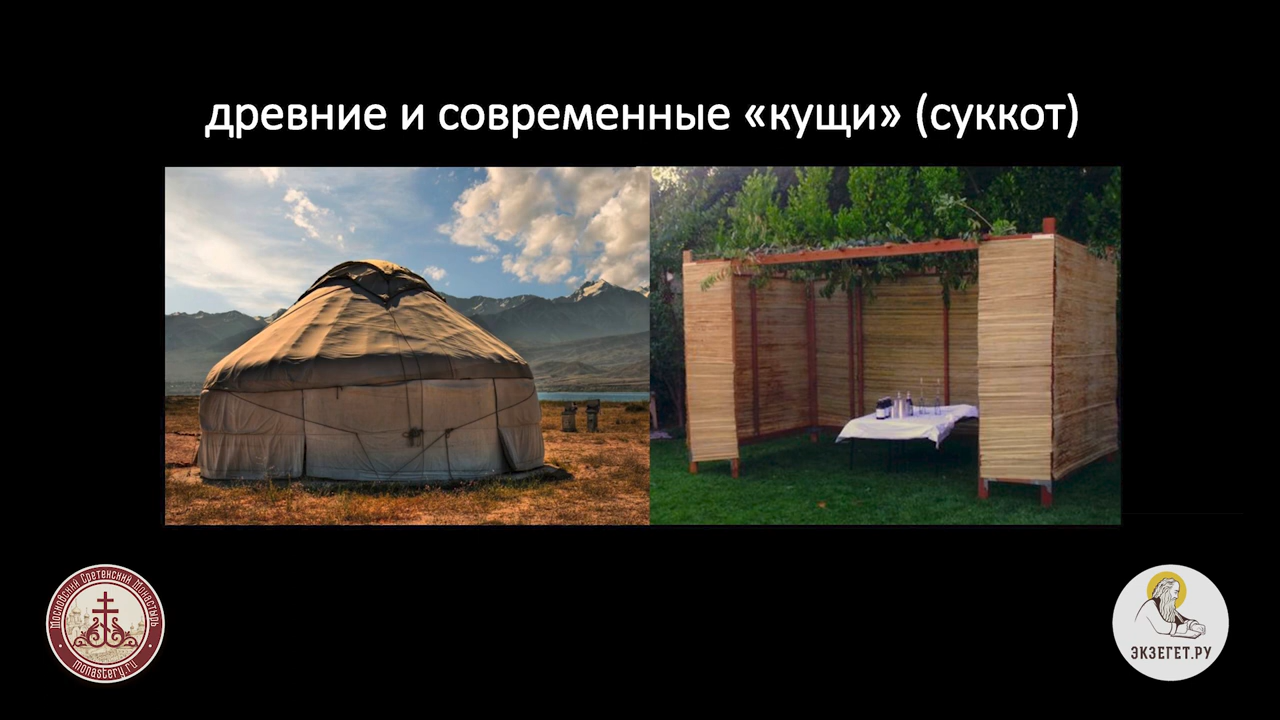 древние и современные «кущи» (суккот)
Московский Сретенский Монастырь
monastery.ru
ЭКЗЕГЕТ.РУ